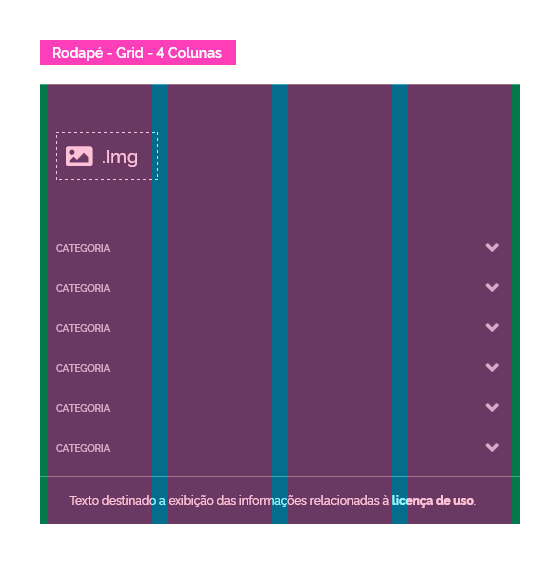 Rodapé - Grid - 4 Colunas
.Img
CATEGORIA
CATEGORIA
CATEGORIA
CATEGORIA
CATEGORIA
CATEGORIA
Texto destinado a exibição das informações relacionadas à licença de uso.